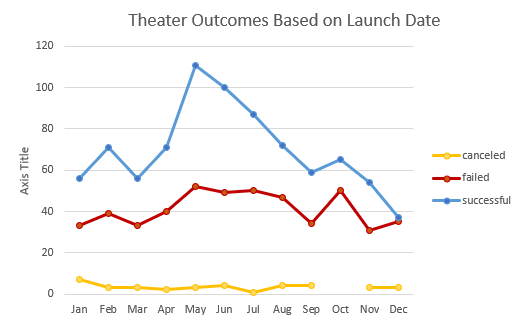 Theater Outcomes Based on Launch Date
120
100
80
60
40
20
0
Axis Title
Jan Feb Mar Apr May Jun Jul Aug Sep Oct Nov Dec
canceled
failed
successful